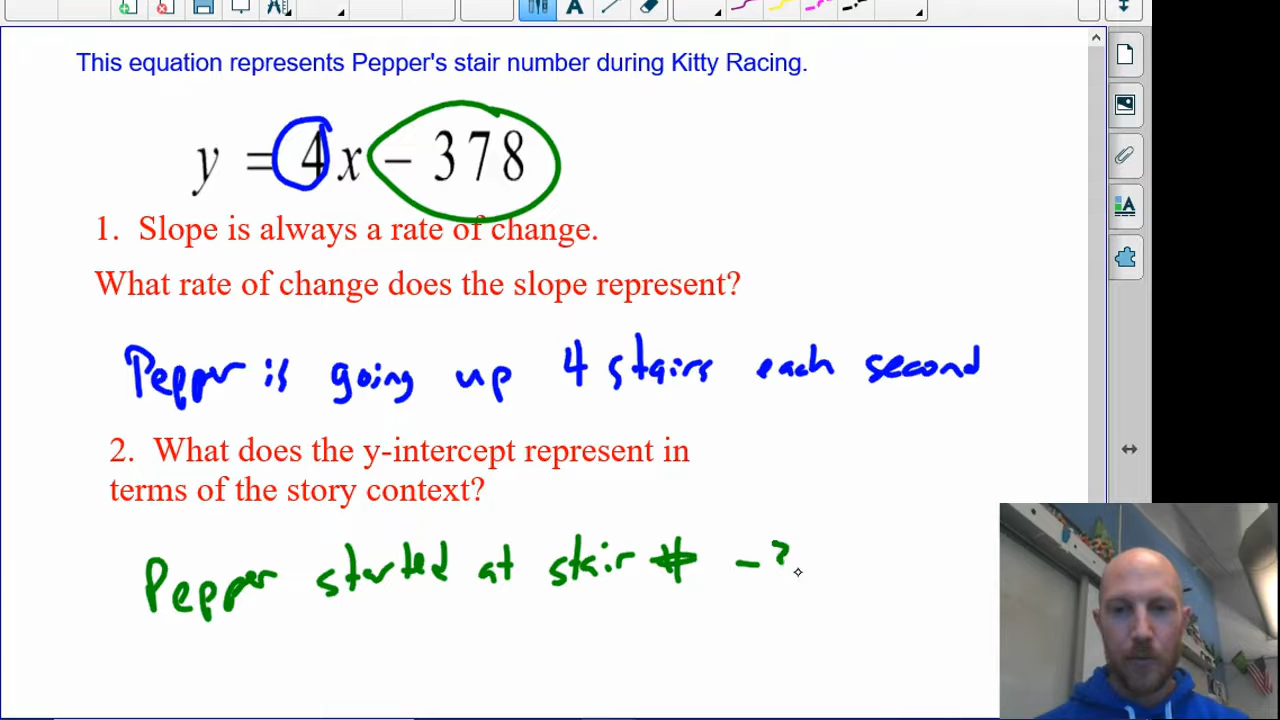 This equation represents Pepper's stair number during Kitty Racing.
y = 4x - 378
1. Slope is always a rate of change.
What rate of change does the slope represent?
Pepper is going up 4 stairs each second
2. What does the y-intercept represent in
terms of the story context?
Pepper started at stair # -